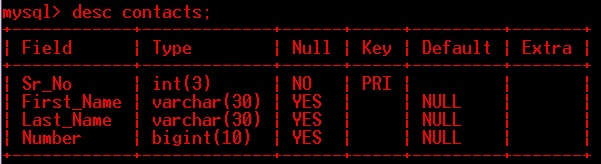 mysql> desc contacts;
+------------+-------------+------+-----+---------+-------+
| Field      | Type        | Null | Key | Default | Extra |
+------------+-------------+------+-----+---------+-------+
| Sr_No      | int(3)      | NO   | PRI |         |       |
| First_Name | varchar(30) | YES  |     | NULL    |       |
| Last_Name  | varchar(30) | YES  |     | NULL    |       |
| Number     | bigint(10)  | YES  |     | NULL    |       |
+------------+-------------+------+-----+---------+-------+